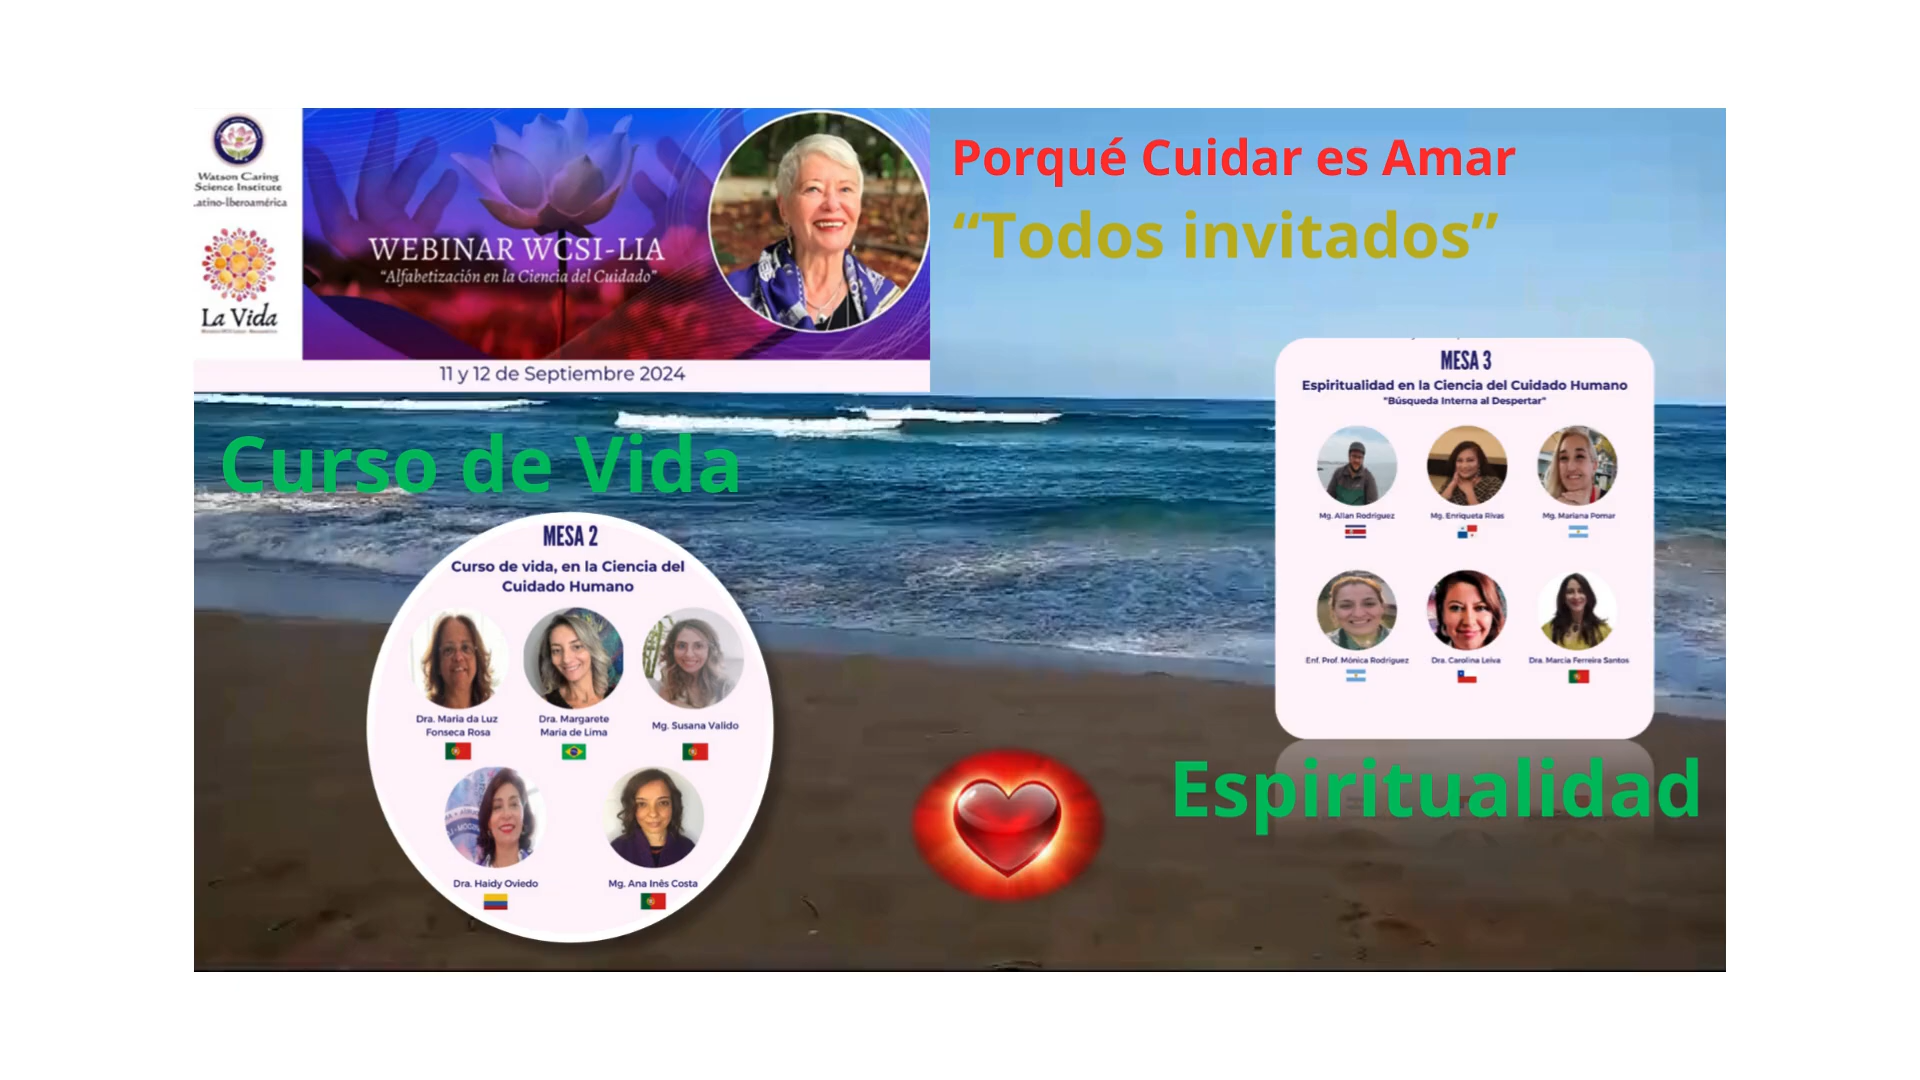 Watson Caring
Science Institute
Latino-Iberoamérica
La Vida
WEBINAR WCSI-LIA
"Alfabetización en la Ciencia del Cuidado"
11 y 12 de Septiembre 2024
Porqué Cuidar es Amar
“Todos invitados”
Curso de Vida
MESA 2
Curso de vida, en la Ciencia del
Cuidado Humano
Dra. Maria da Luz
Fonseca Rosa
Dra. Margarete
Maria de Lima
Mg. Susana Valido
Dra. Haidy Oviedo
Mg. Ana Inês Costa
MESA 3
Espiritualidad en la Ciencia del Cuidado Humano
"Búsqueda Interna al Despertar"
Mg. Allan Rodríguez
Mg. Enriqueta Rivas
Mg. Mariana Pomar
Enf. Prof. Mónica Rodríguez
Dra. Carolina Leiva
Dra. Marcia Ferreira Santos
Espiritualidad